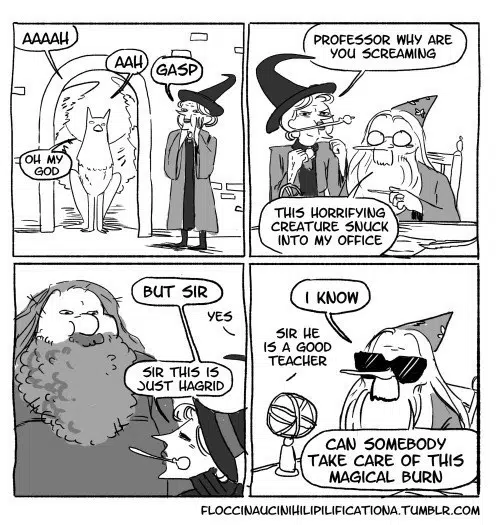 AAAAH
AAH
GASP
OH MY
GOD
PROFESSOR WHY ARE
YOU SCREAMING
THIS HORRIFYING
CREATURE SNUCK
INTO MY OFFICE
BUT SIR
YES
SIR THIS IS
JUST HAGRID
I KNOW
SIR HE
IS A GOOD
TEACHER
CAN SOMEBODY
TAKE CARE OF THIS
MAGICAL BURN
FLOCCINAUCINIHILIPILIFICATIONA.TUMBLR.COM